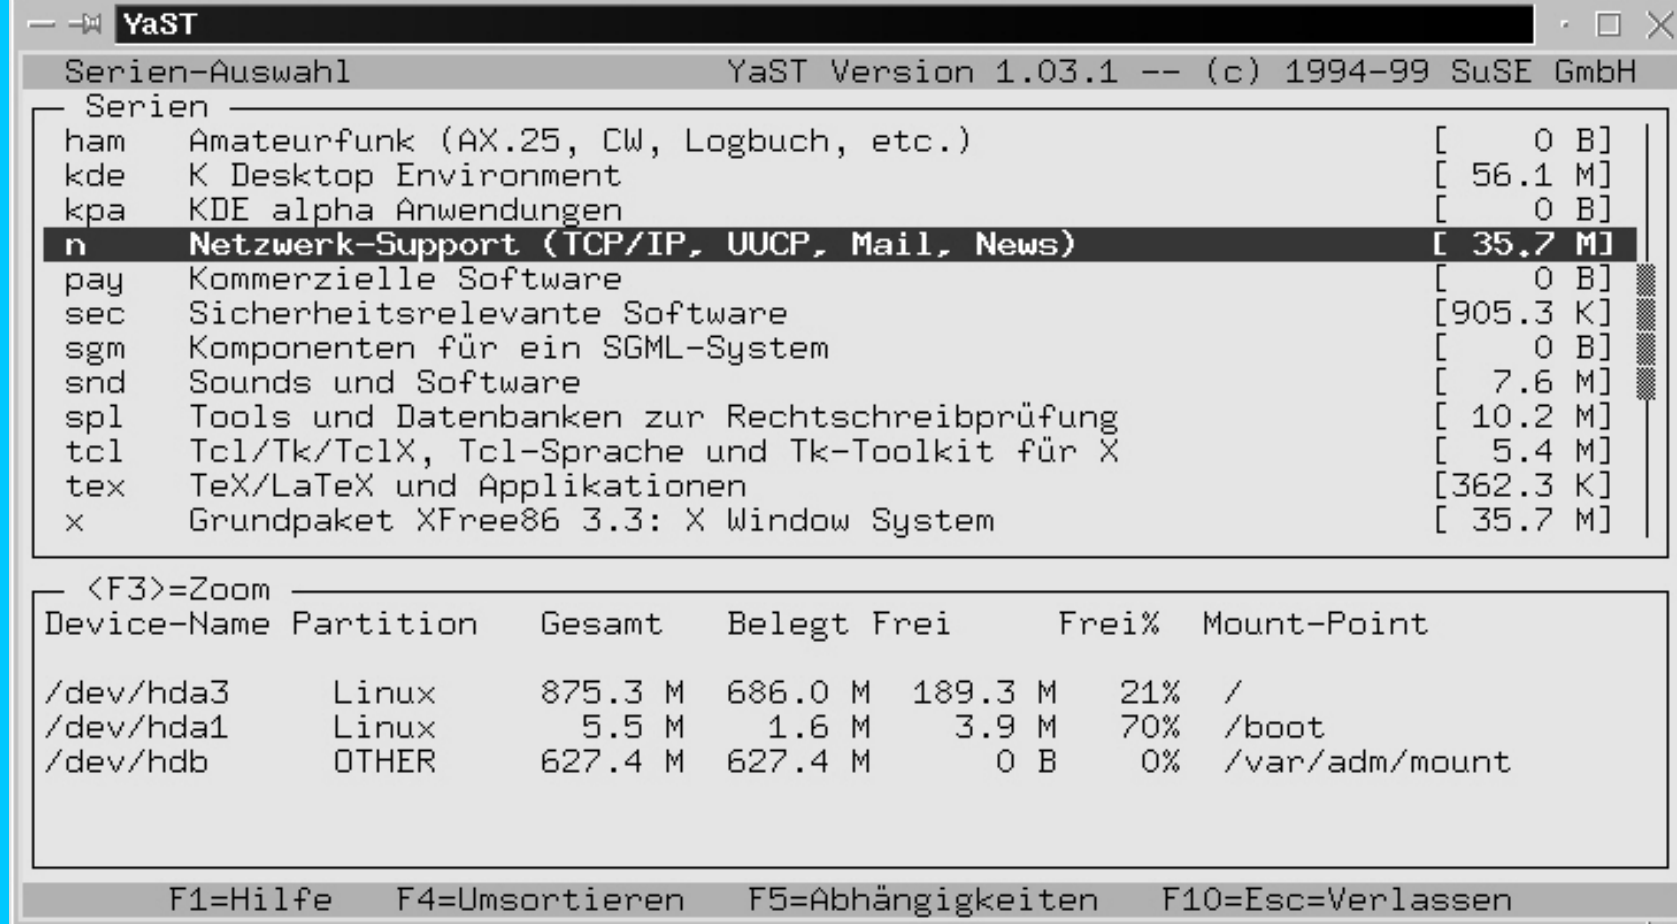 YaST
Serien-Auswahl YaST Version 1.03.1 -- (c) 1994-99 SuSE GmbH
Serien
ham Amateurfunk (AX.25, CW, Logbuch, etc.) [ 0 B]
kde K Desktop Environment [ 56.1 M]
kpa KDE alpha Anwendungen [ 0 B]
n Netzwerk-Support (TCP/IP, UUCP, Mail, News) [ 35.7 M]
pay Kommerzielle Software [ 0 B]
sec Sicherheitsrelevante Software [905.3 K]
sgm Komponenten für ein SGML-System [ 0 B]
snd Sounds und Software [ 7.6 M]
spl Tools und Datenbanken zur Rechtschreibprüfung [ 10.2 M]
tcl Tcl/Tk/TclX, Tcl-Sprache und Tk-Toolkit für X [ 5.4 M]
tex TeX/LaTeX und Applikationen [362.3 K]
x Grundpaket XFree86 3.3: X Window System [ 35.7 M]
<F3>=Zoom
Device-Name Partition Gesamt Belegt Frei Frei% Mount-Point
/dev/hda3 Linux 875.3 M 686.0 M 189.3 M 21% /
/dev/hda1 Linux 5.5 M 1.6 M 3.9 M 70% /boot
/dev/hdb OTHER 627.4 M 627.4 M 0 B 0% /var/adm/mount
F1=Hilfe F4=Umsortieren F5=Abhängigkeiten F10=Esc=Verlassen